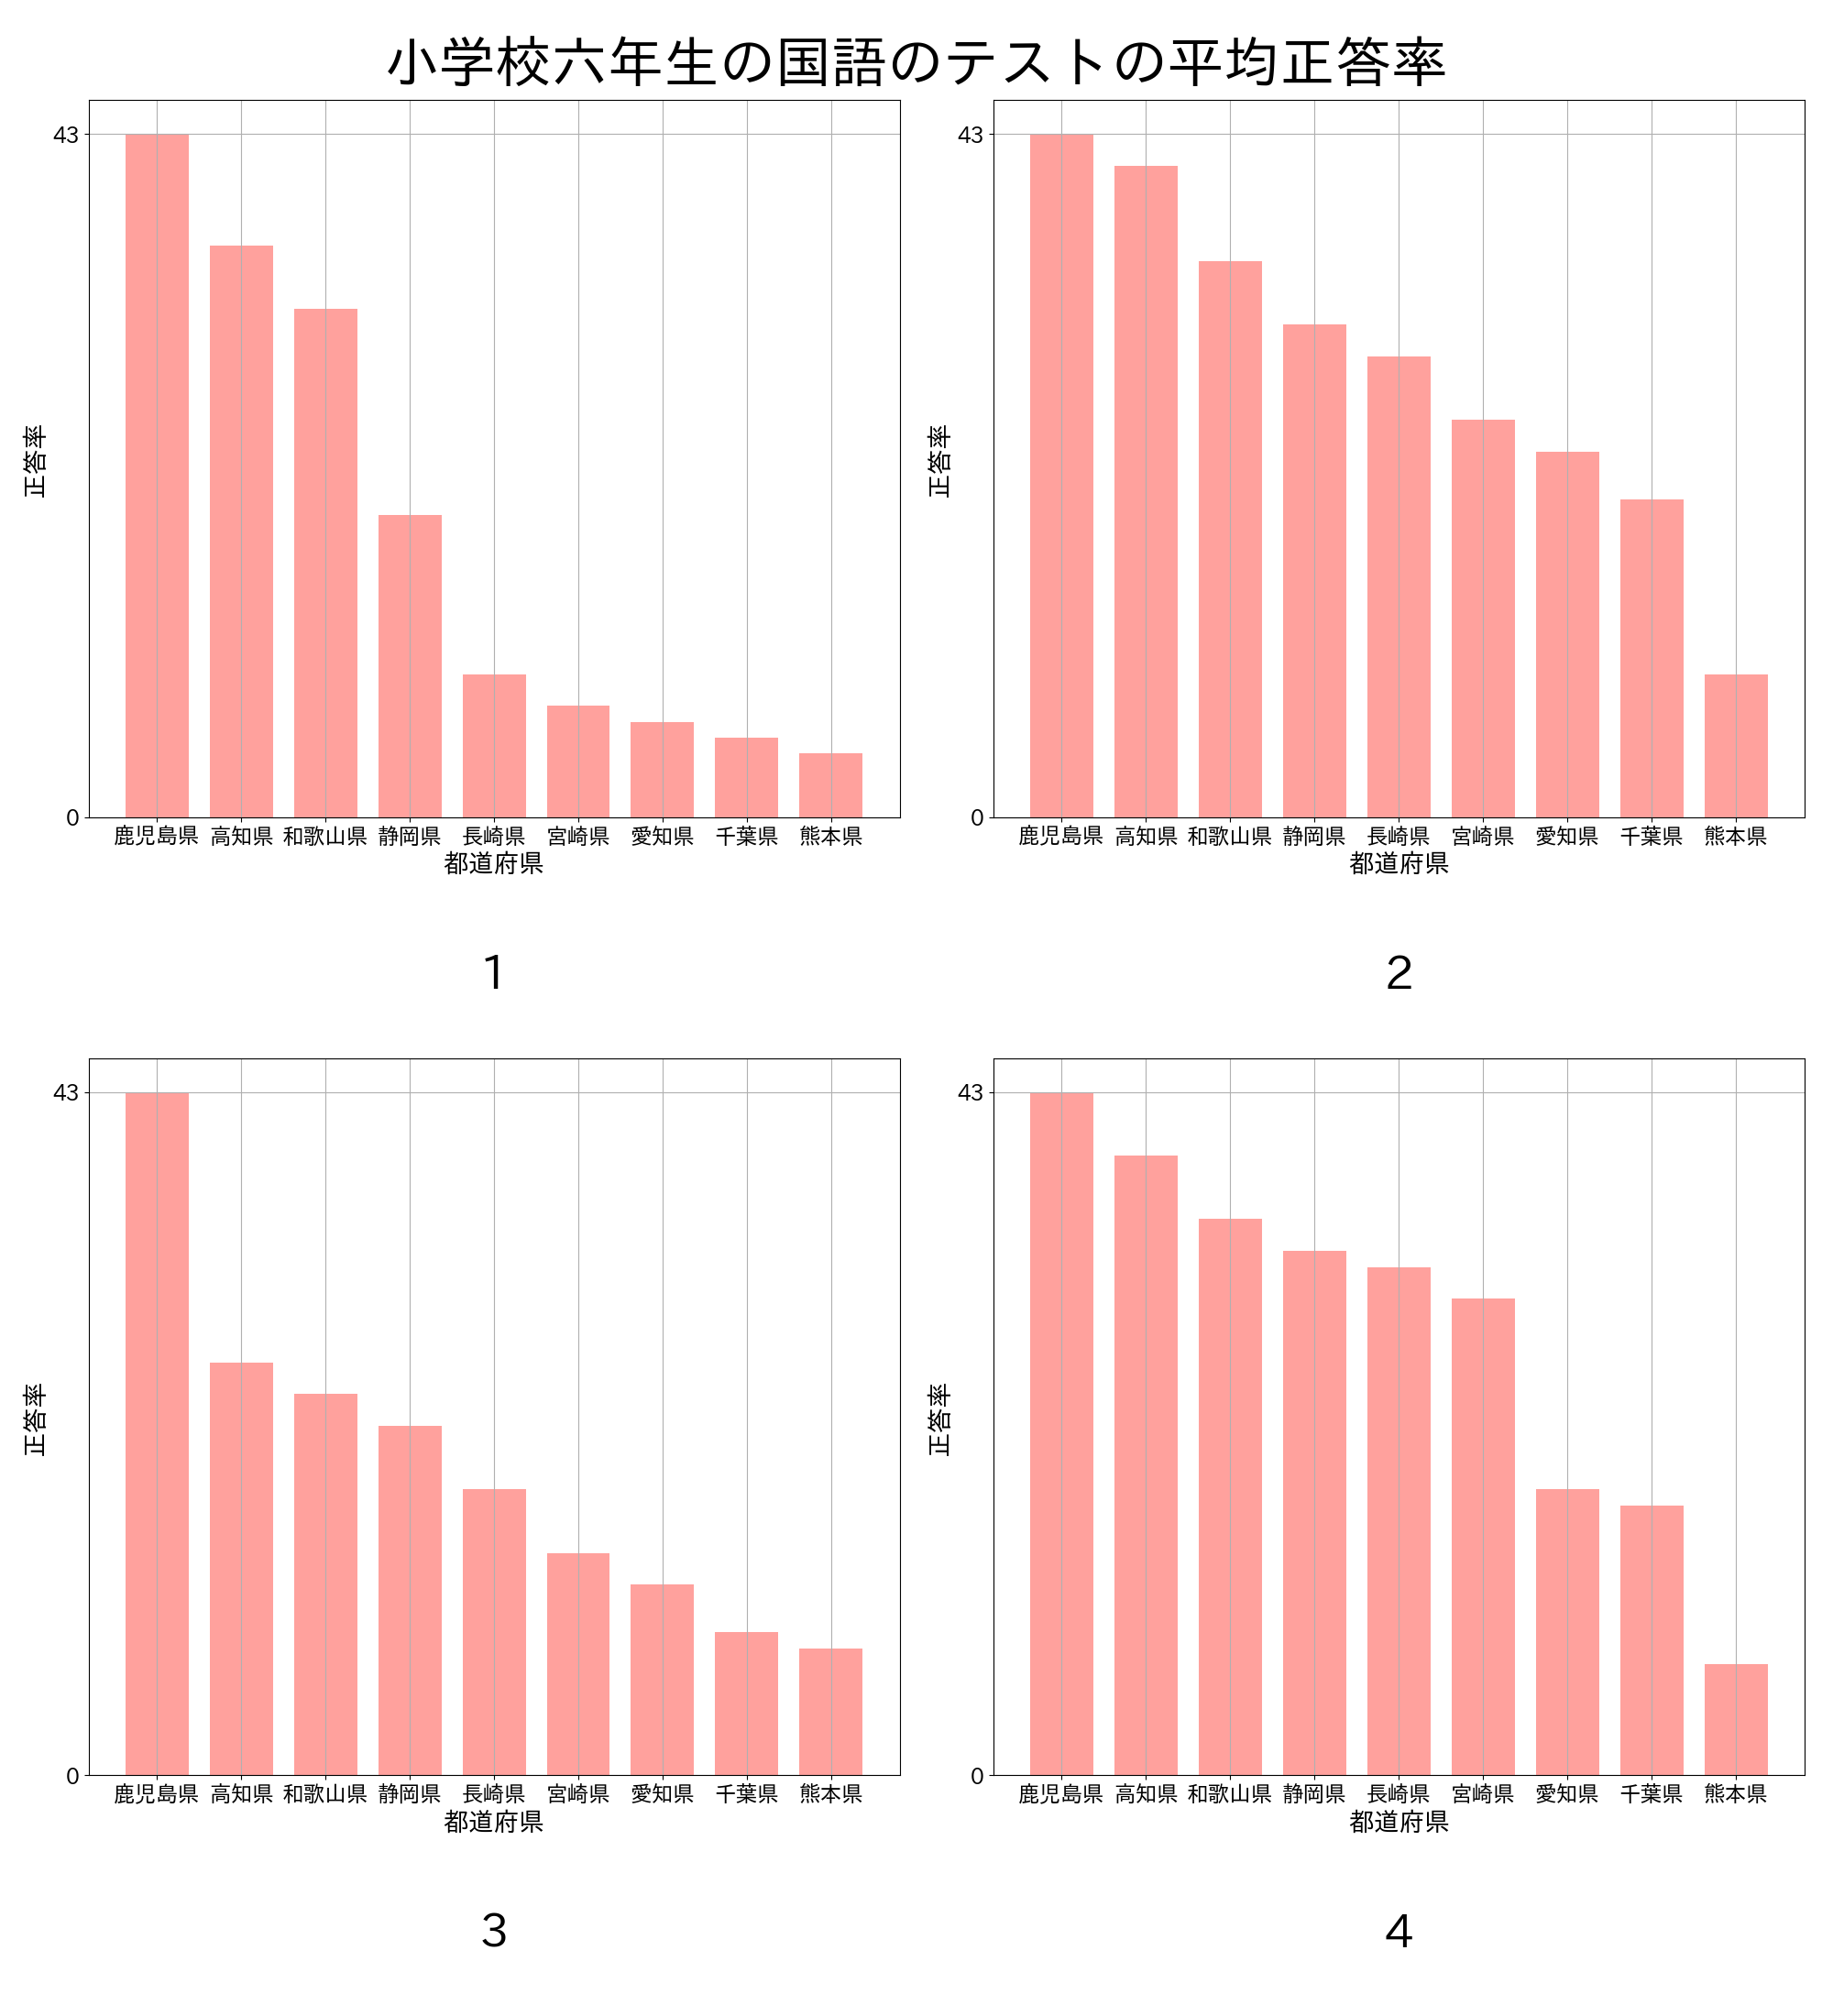 小学校六年生の国語のテストの平均正答率
43
0
正答率
鹿児島県 高知県 和歌山県 静岡県 長崎県 宮崎県 愛知県 千葉県 熊本県
都道府県
1
43
0
正答率
鹿児島県 高知県 和歌山県 静岡県 長崎県 宮崎県 愛知県 千葉県 熊本県
都道府県
2
43
0
正答率
鹿児島県 高知県 和歌山県 静岡県 長崎県 宮崎県 愛知県 千葉県 熊本県
都道府県
3
43
0
正答率
鹿児島県 高知県 和歌山県 静岡県 長崎県 宮崎県 愛知県 千葉県 熊本県
都道府県
4